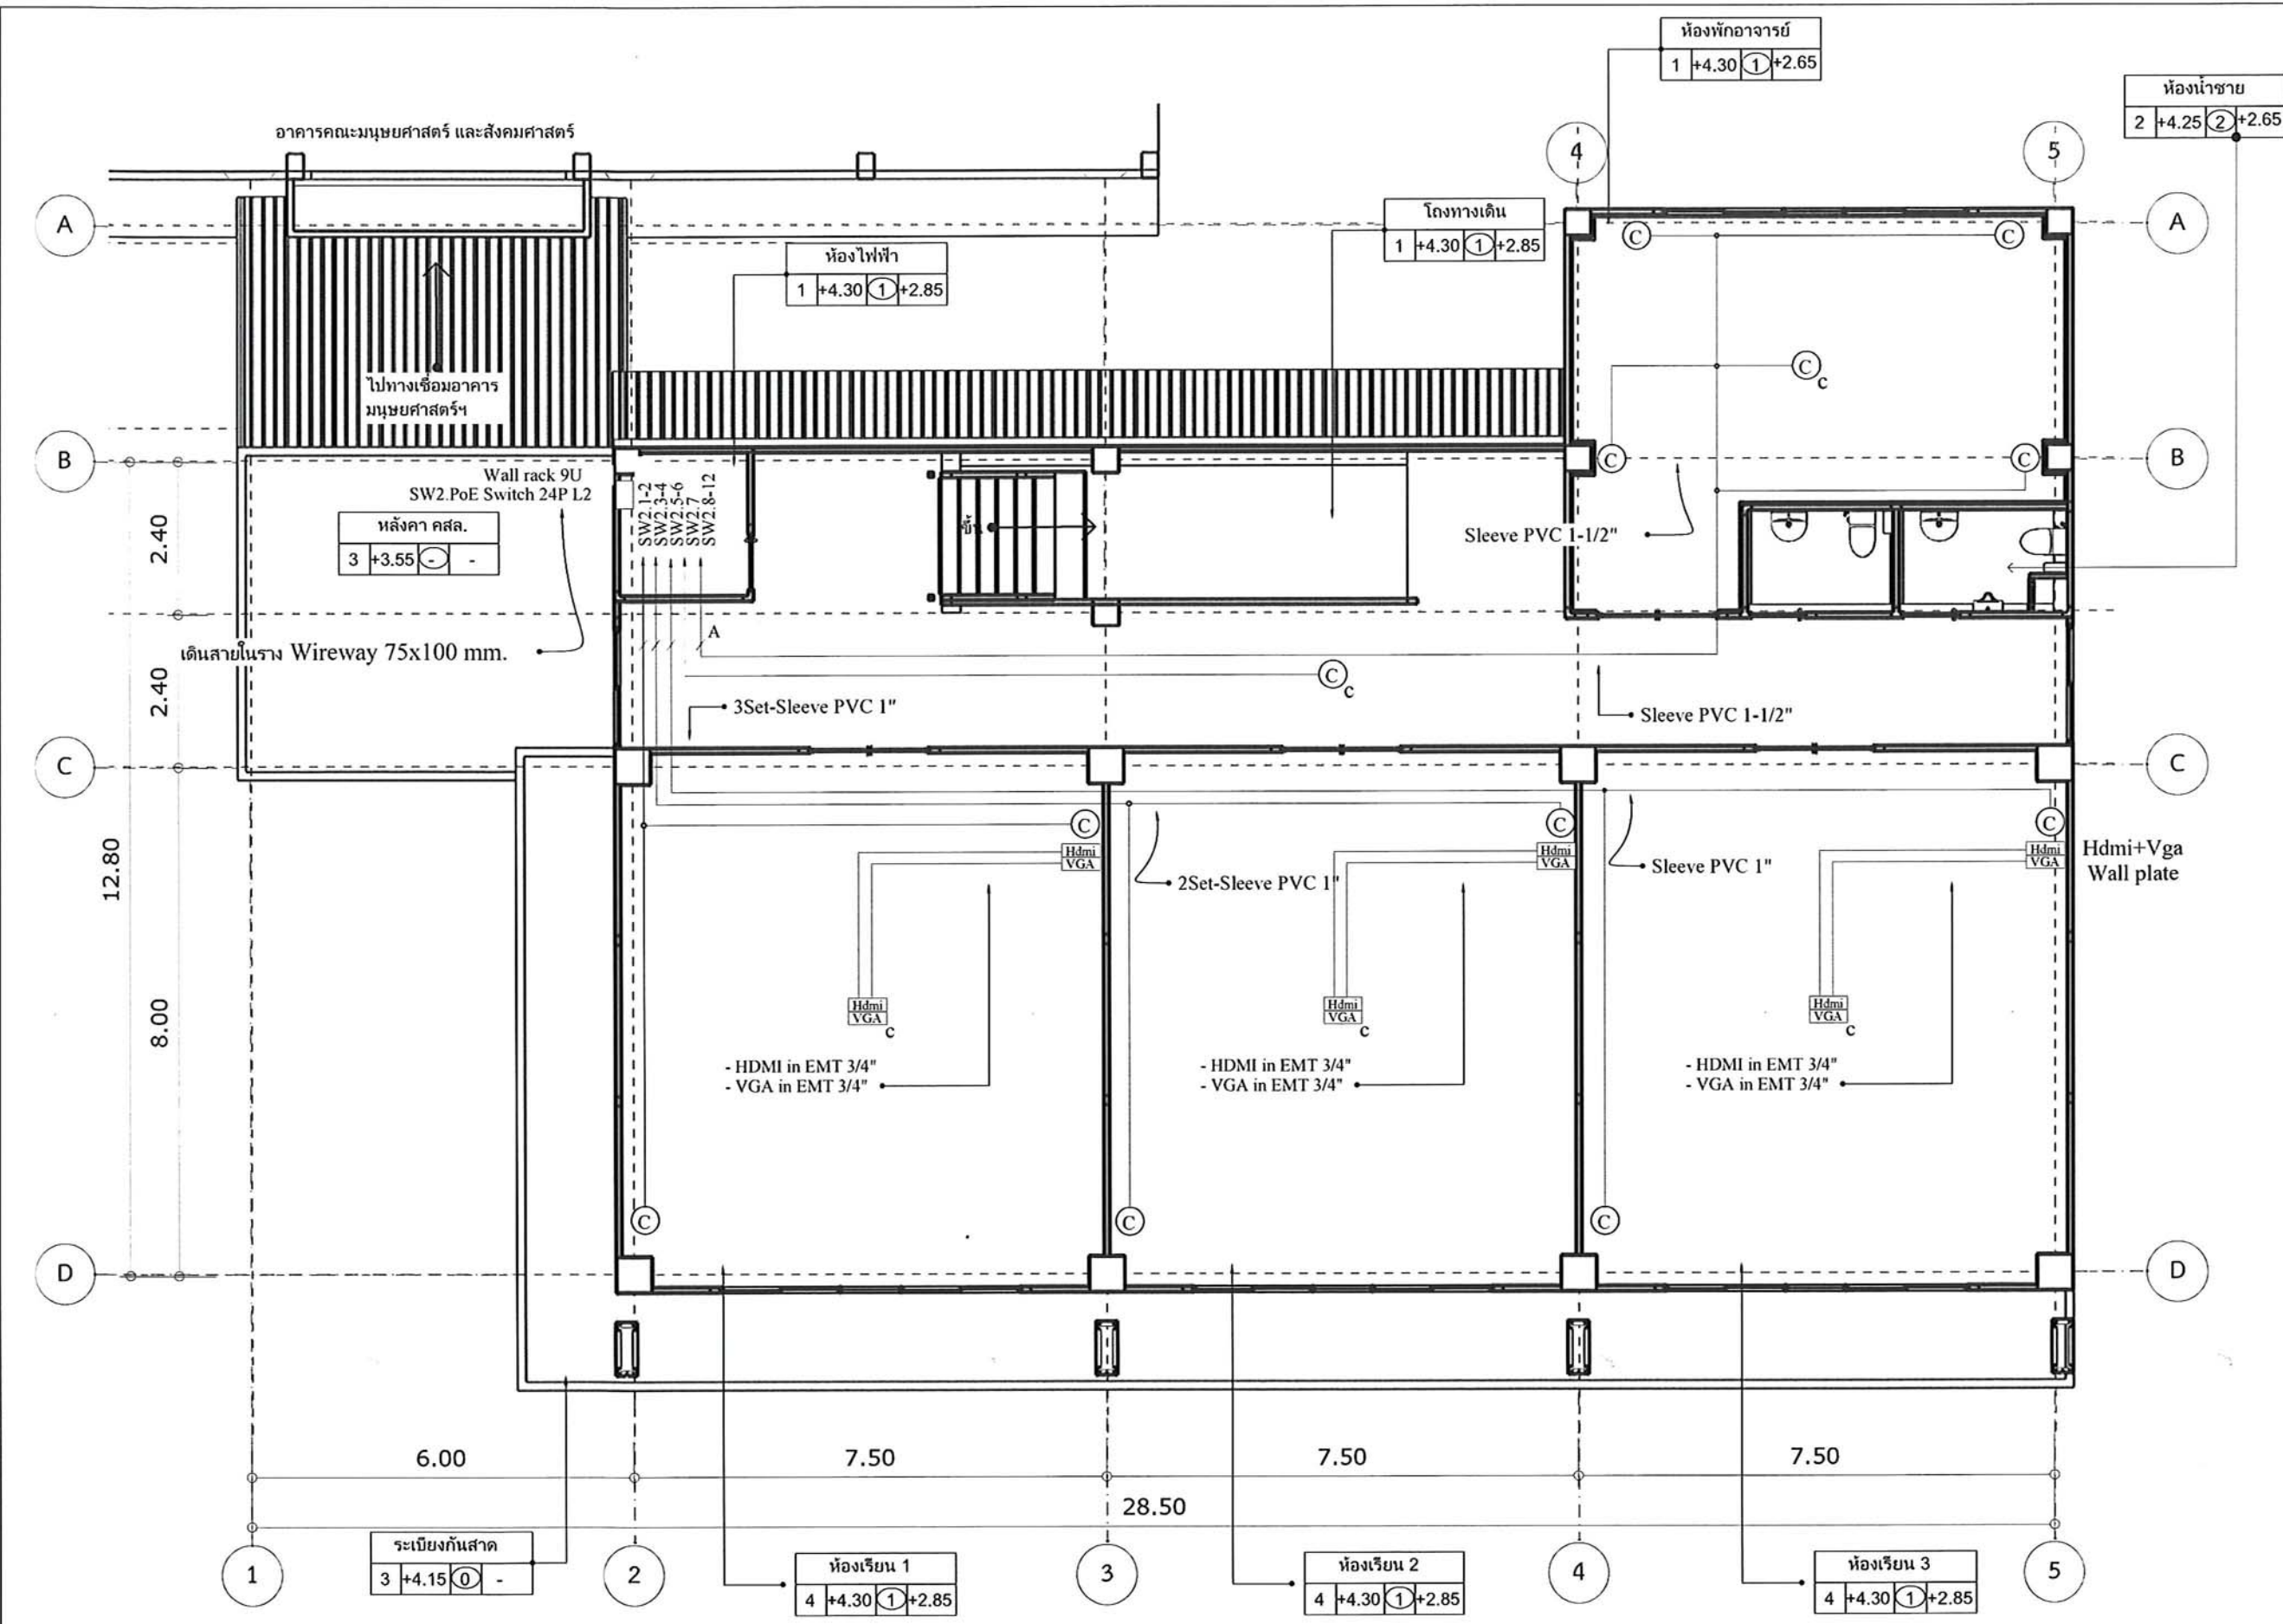 ห้องพักอาจารย์
1 +4.30 1 +2.65
ห้องน้ำชาย
2 +4.25 2 +2.65
อาคารคณะมนุษยศาสตร์ และสังคมศาสตร์
4
5
A
โถงทางเดิน
1 +4.30 1 +2.85
A
ห้องไฟฟ้า
1 +4.30 1 +2.85
C
C
ไปทางเชื่อมอาคาร
มนุษยศาสตร์ฯ
C
c
B
C
C
B
Wall rack 9U
SW2.PoE Switch 24P L2
SW2.1-2
SW2.3-4
SW2.5-6
SW2.7
SW2.8-12
หลังคา คสล.
3 +3.55 - -
ขึ้น
Sleeve PVC 1-1/2"
2.40
A
เดินสายในราง Wireway 75x100 mm.
C
c
2.40
3Set-Sleeve PVC 1"
Sleeve PVC 1-1/2"
C
C
C
C
C
12.80
Hdmi
VGA
Hdmi
VGA
Hdmi
VGA
Hdmi+Vga
Wall plate
2Set-Sleeve PVC 1"
Sleeve PVC 1"
8.00
Hdmi
VGA
c
Hdmi
VGA
c
Hdmi
VGA
c
- HDMI in EMT 3/4"
- VGA in EMT 3/4"
- HDMI in EMT 3/4"
- VGA in EMT 3/4"
- HDMI in EMT 3/4"
- VGA in EMT 3/4"
C
C
C
D
D
6.00
7.50
7.50
7.50
28.50
ระเบียงกันสาด
3 +4.15 0 -
1
2
3
4
5
ห้องเรียน 1
4 +4.30 1 +2.85
ห้องเรียน 2
4 +4.30 1 +2.85
ห้องเรียน 3
4 +4.30 1 +2.85